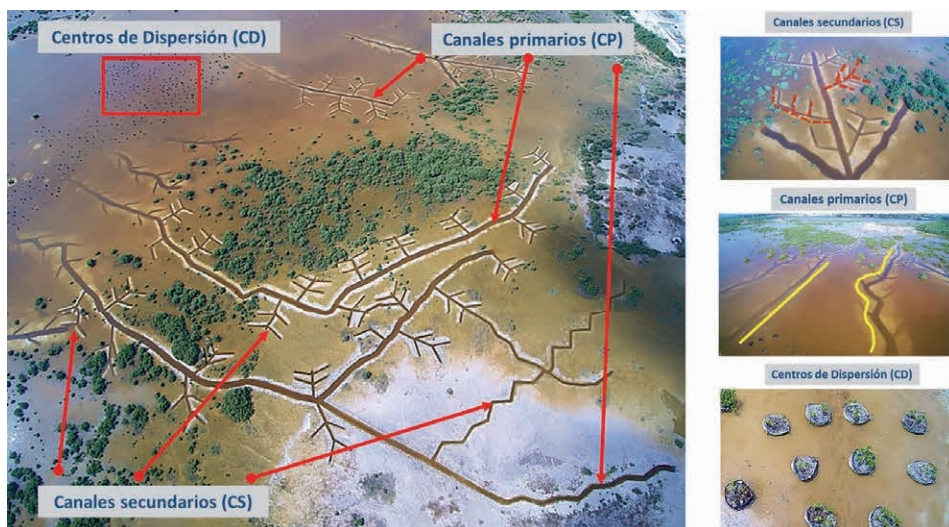 Centros de Dispersión (CD)
Canales primarios (CP)
Canales secundarios (CS)
Canales secundarios (CS)
Canales primarios (CP)
Centros de Dispersión (CD)